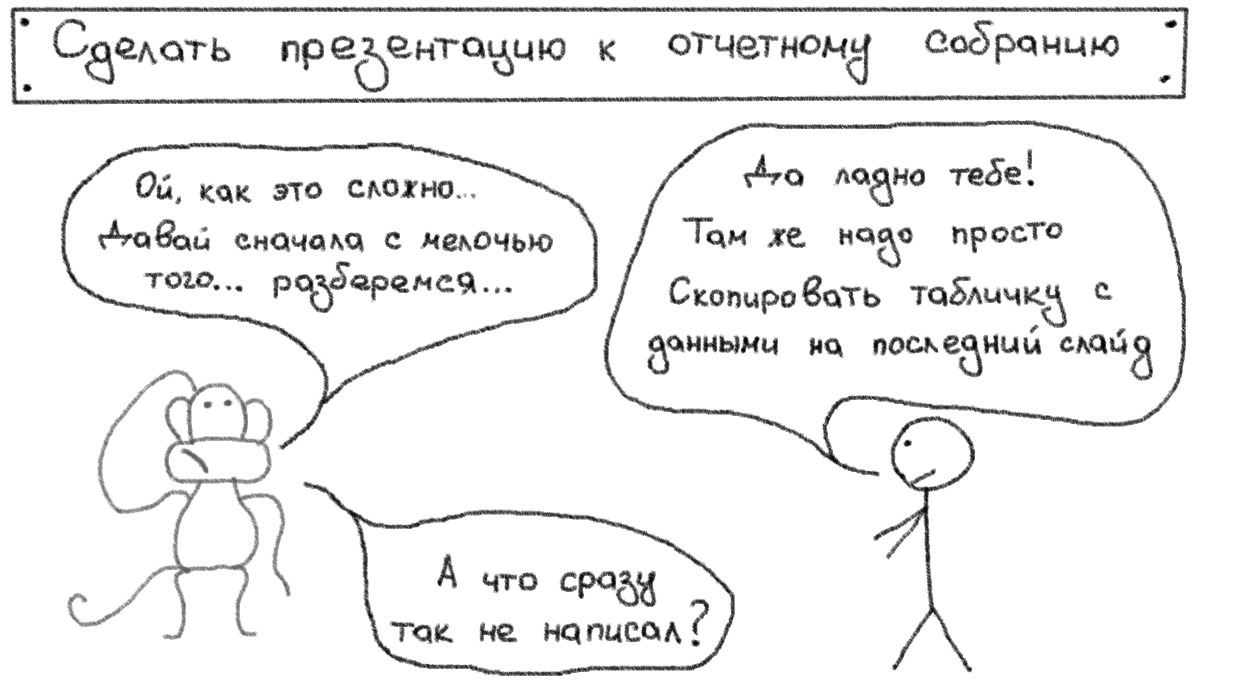 Сделать презентацию к отчетному собранию
Ой, как это сложно...
Давай сначала с мелочью
того... разберемся...
Да ладно тебе!
Там же надо просто
Скопировать табличку с
данными на последний слайд
А что сразу
так не написал?